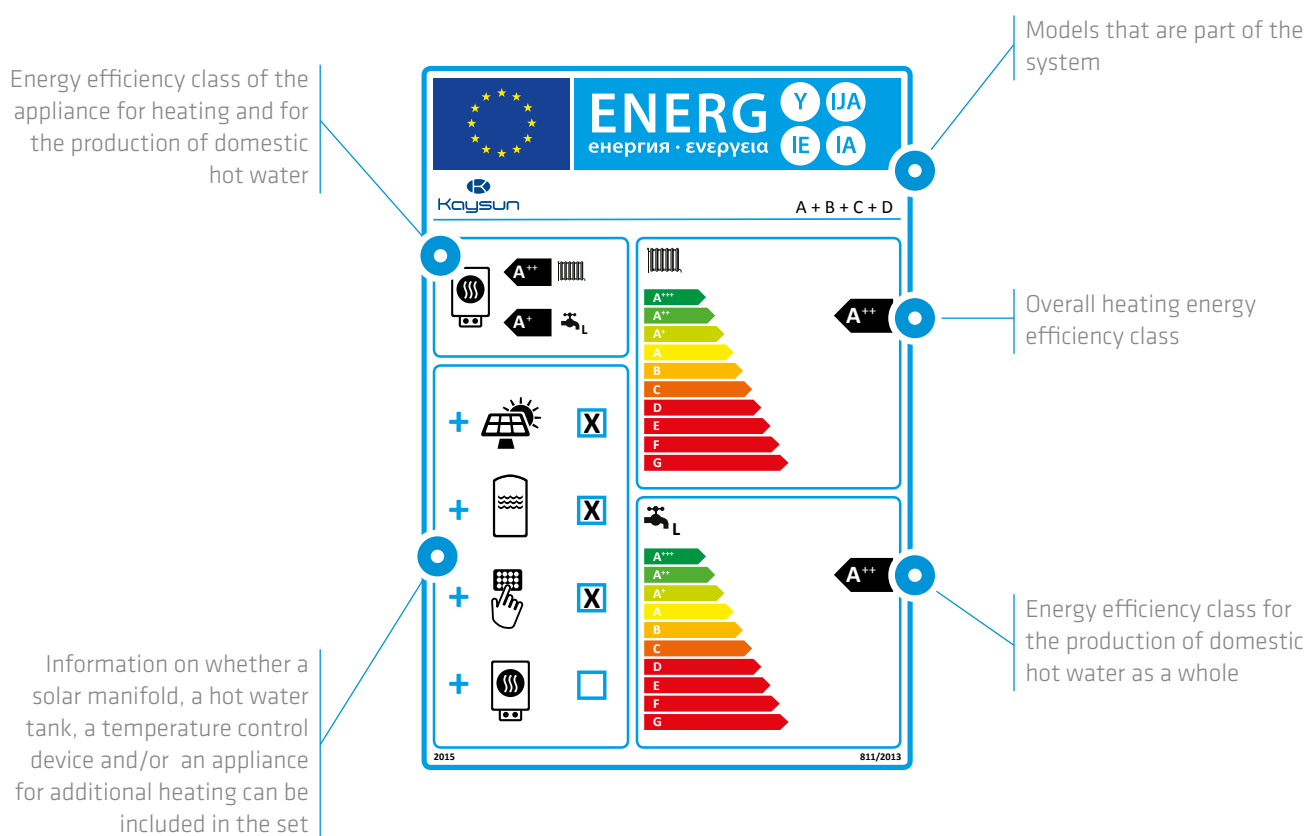 Models that are part of the
system
Energy efficiency class of the
appliance for heating and for
the production of domestic
hot water
ENERG
енергия · ενεργεια
Y
IJA
IE
IA
Kaysun
A + B + C + D
A++
A+
L
A+++
A++
A+
A
B
C
D
E
F
G
A++
Overall heating energy
efficiency class
X
X
X
L
A+++
A++
A+
A
B
C
D
E
F
G
A++
Energy efficiency class for
the production of domestic
hot water as a whole
Information on whether a
solar manifold, a hot water
tank, a temperature control
device and/or an appliance
for additional heating can be
included in the set
2015
811/2013